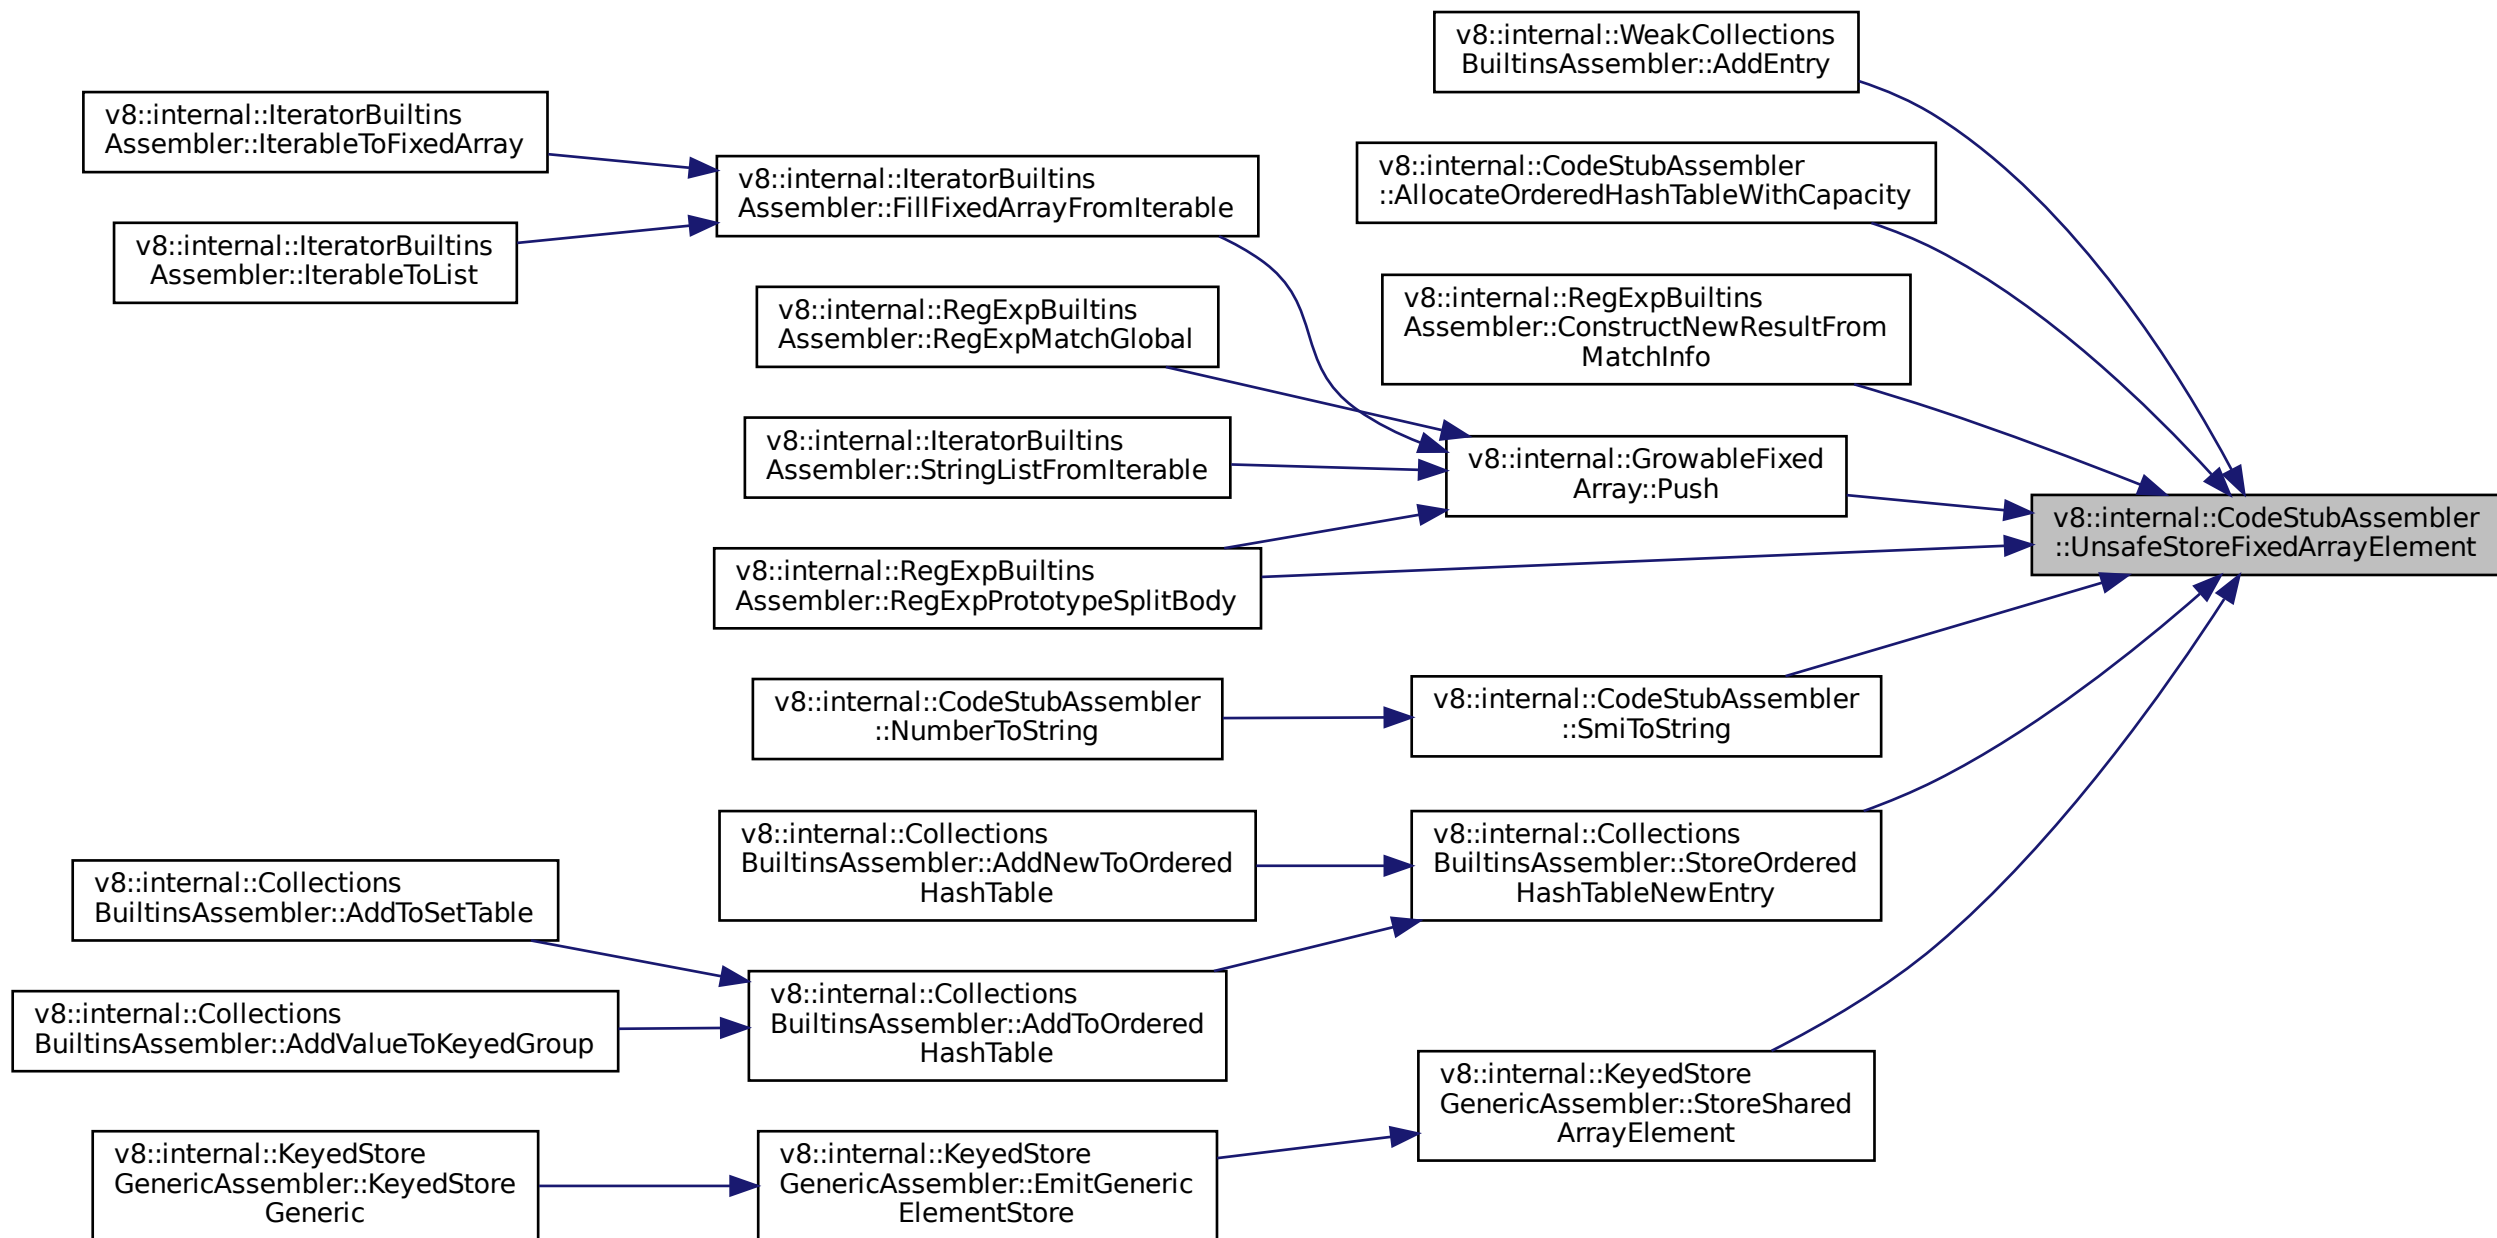 v8::internal::WeakCollections
BuiltinsAssembler::AddEntry
v8::internal::IteratorBuiltins
Assembler::IterableToFixedArray
v8::internal::CodeStubAssembler
::AllocateOrderedHashTableWithCapacity
v8::internal::IteratorBuiltins
Assembler::FillFixedArrayFromIterable
v8::internal::IteratorBuiltins
Assembler::IterableToList
v8::internal::RegExpBuiltins
Assembler::ConstructNewResultFrom
MatchInfo
v8::internal::RegExpBuiltins
Assembler::RegExpMatchGlobal
v8::internal::IteratorBuiltins
Assembler::StringListFromIterable
v8::internal::GrowableFixed
Array::Push
v8::internal::CodeStubAssembler
::UnsafeStoreFixedArrayElement
v8::internal::RegExpBuiltins
Assembler::RegExpPrototypeSplitBody
v8::internal::CodeStubAssembler
::NumberToString
v8::internal::CodeStubAssembler
::SmiToString
v8::internal::Collections
BuiltinsAssembler::AddNewToOrdered
HashTable
v8::internal::Collections
BuiltinsAssembler::StoreOrdered
HashTableNewEntry
v8::internal::Collections
BuiltinsAssembler::AddToSetTable
v8::internal::Collections
BuiltinsAssembler::AddToOrdered
HashTable
v8::internal::Collections
BuiltinsAssembler::AddValueToKeyedGroup
v8::internal::KeyedStore
GenericAssembler::StoreShared
ArrayElement
v8::internal::KeyedStore
GenericAssembler::KeyedStore
Generic
v8::internal::KeyedStore
GenericAssembler::EmitGeneric
ElementStore